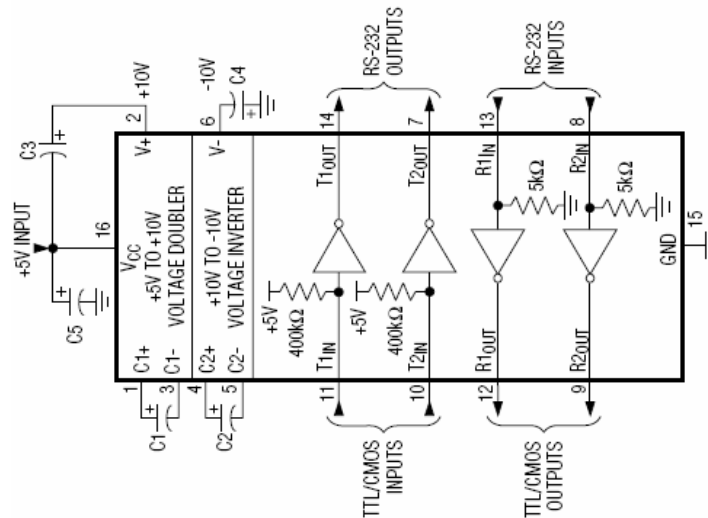 +5V INPUT
C3
+10V
C5
16
2
VCC
V+
1
C1+
+5V TO +10V
VOLTAGE DOUBLER
C1
3
C1-
4
C2+
+10V TO -10V
VOLTAGE INVERTER
V-
6
-10V
C4
C2
5
C2-
+5V
400kΩ
11
T1IN
T1OUT
14
TTL/CMOS
INPUTS
RS-232
OUTPUTS
+5V
400kΩ
10
T2IN
T2OUT
7
12
R1OUT
R1IN
13
5kΩ
TTL/CMOS
OUTPUTS
RS-232
INPUTS
9
R2OUT
R2IN
8
5kΩ
GND
15